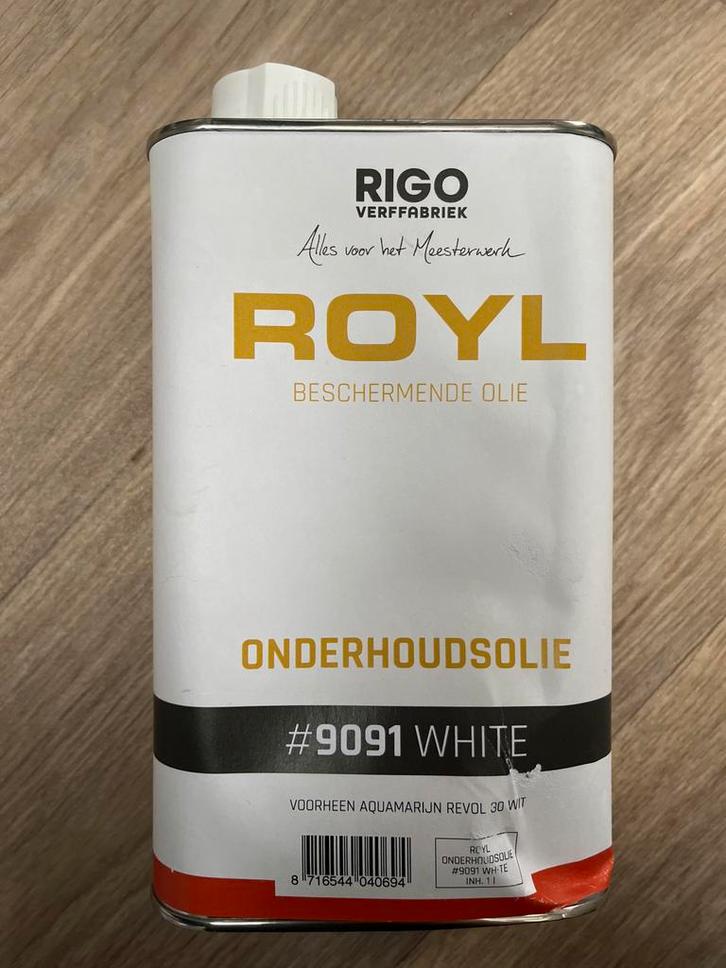 RIGO
VERFFABRIEK
Alles voor het Meesterwerk
ROYL
BESCHERMENDE OLIE
ONDERHOUDSOLIE
#9091 WHITE
VOORHEEN AQUAMARIJN REVOL 30 WIT
ROYL
ONDERHOUDSOLIE
#9091 WHITE
INH. 1 l
8 716544 040694